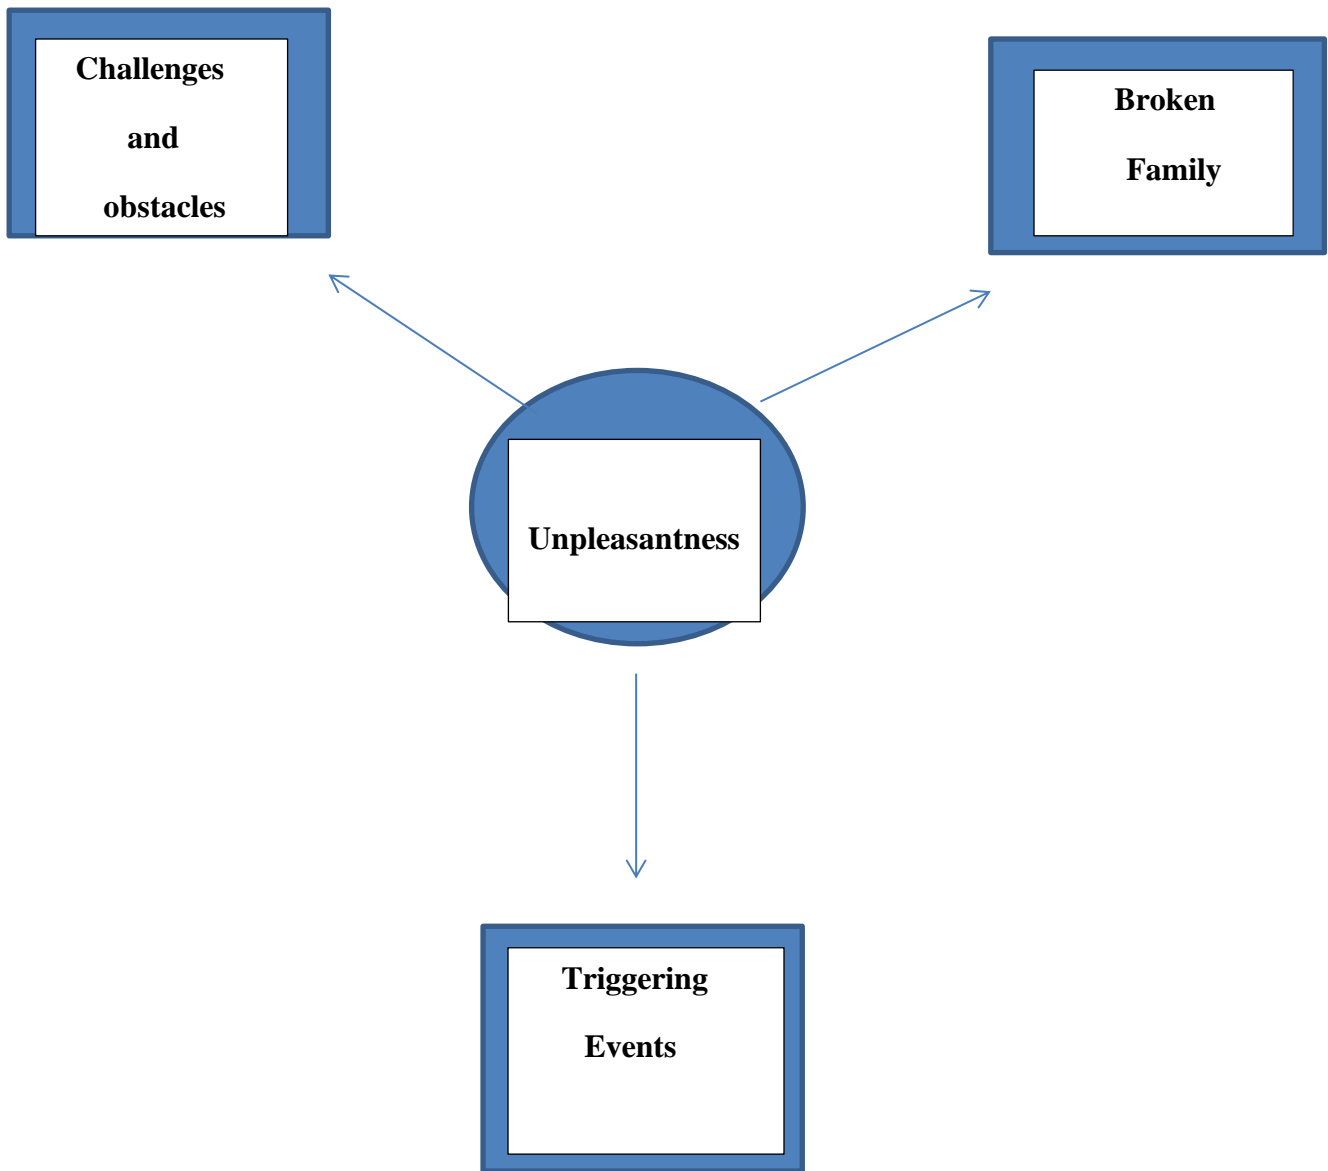 Challenges
and
obstacles
Broken
Family
Unpleasantness
Triggering
Events